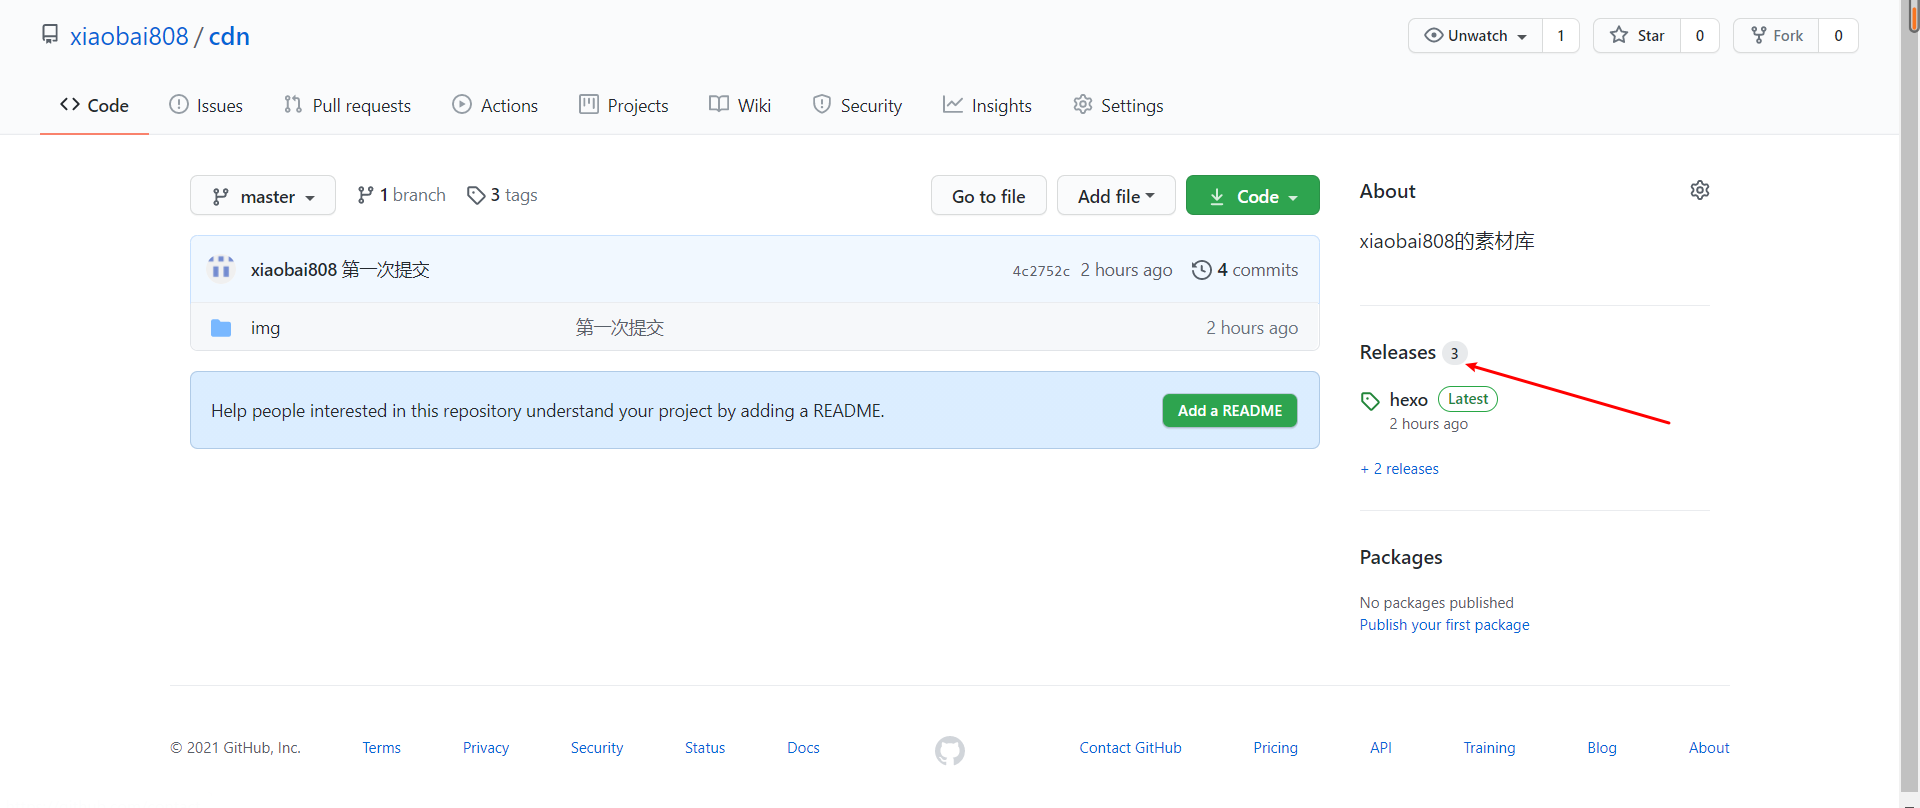 xiaobai808 / cdn
Unwatch 1 Star 0 Fork 0
Code Issues Pull requests Actions Projects Wiki Security Insights Settings
master 1 branch 3 tags
Go to file Add file Code
xiaobai808 第一次提交 4c2752c 2 hours ago 4 commits
img 第一次提交 2 hours ago
Help people interested in this repository understand your project by adding a README. Add a README
About
xiaobai808的素材库
Releases 3
hexo Latest
2 hours ago
+ 2 releases
Packages
No packages published
Publish your first package
© 2021 GitHub, Inc. Terms Privacy Security Status Docs Contact GitHub Pricing API Training Blog About